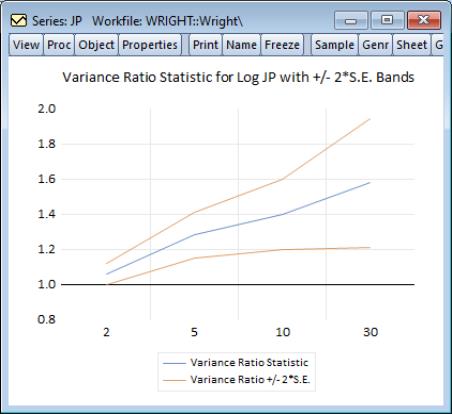 Series: JP   Workfile: WRIGHT::Wright\
View Proc Object Properties Print Name Freeze Sample Genr Sheet G
Variance Ratio Statistic for Log JP with +/- 2*S.E. Bands
2.0
1.8
1.6
1.4
1.2
1.0
0.8
2 5 10 30
Variance Ratio Statistic
Variance Ratio +/- 2*S.E.